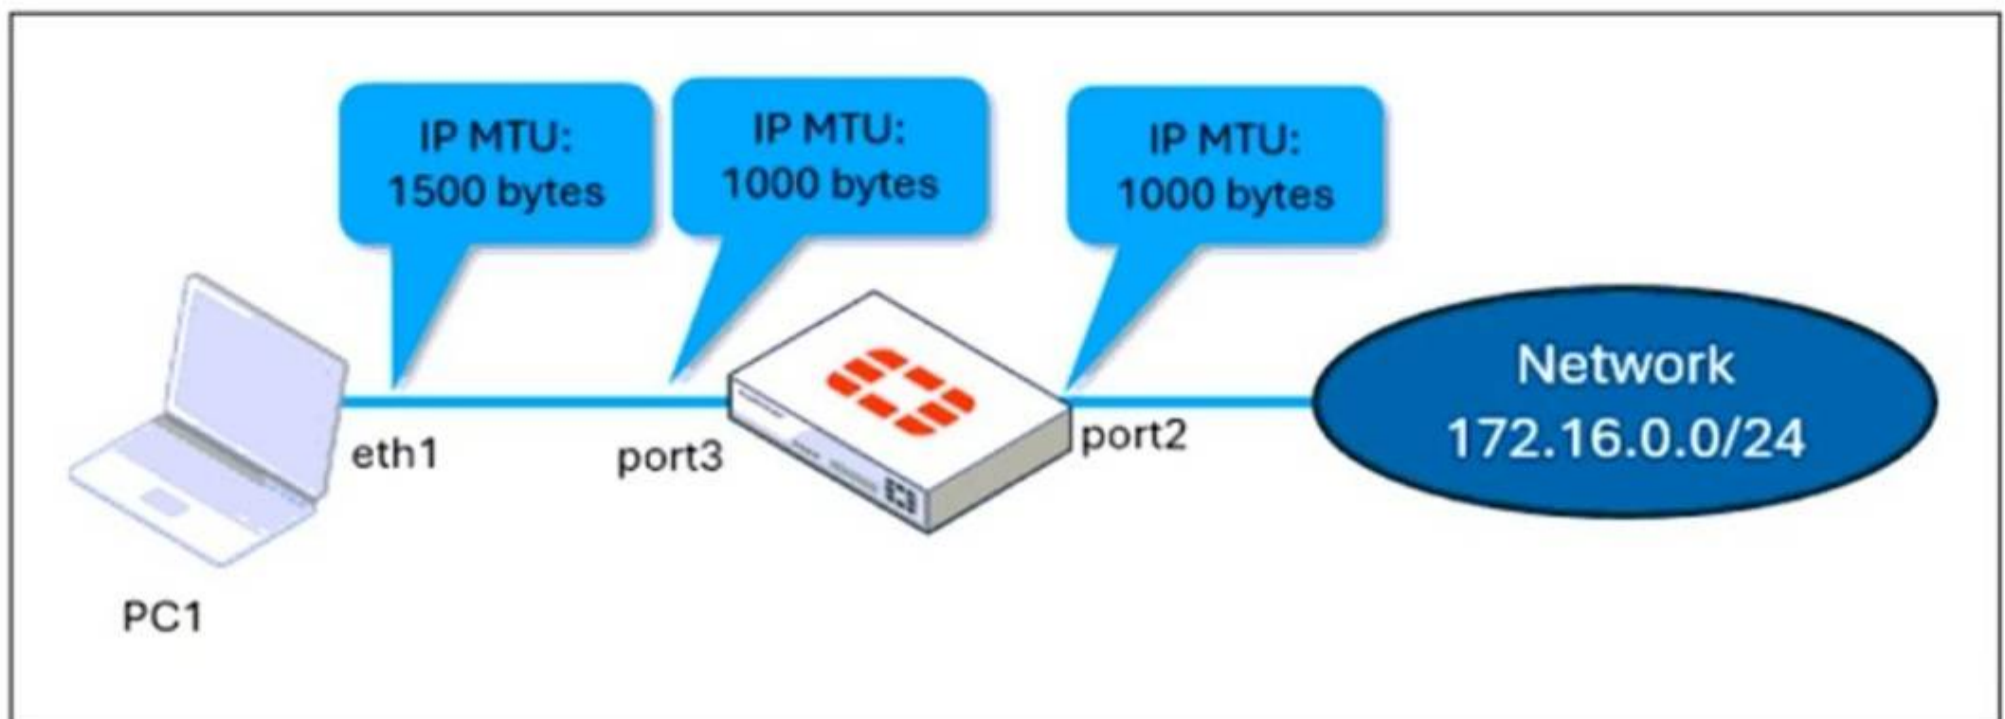 IP MTU:
1500 bytes
IP MTU:
1000 bytes
IP MTU:
1000 bytes
eth1
port3
port2
Network
172.16.0.0/24
PC1